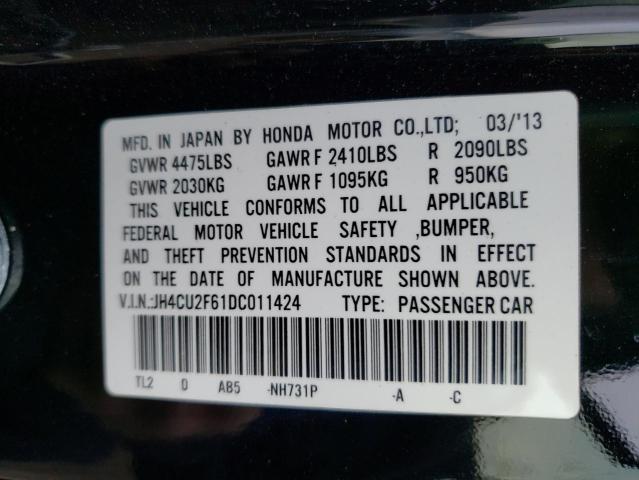 MFD. IN JAPAN BY HONDA MOTOR CO.,LTD; 03/'13
GVWR 4475LBS GAWR F 2410LBS R 2090LBS
GVWR 2030KG GAWR F 1095KG R 950KG
THIS VEHICLE CONFORMS TO ALL APPLICABLE
FEDERAL MOTOR VEHICLE SAFETY ,BUMPER,
AND THEFT PREVENTION STANDARDS IN EFFECT
ON THE DATE OF MANUFACTURE SHOWN ABOVE.
V.I.N.:JH4CU2F61DC011424 TYPE: PASSENGER CAR
TL2 D AB5 -NH731P -A -C